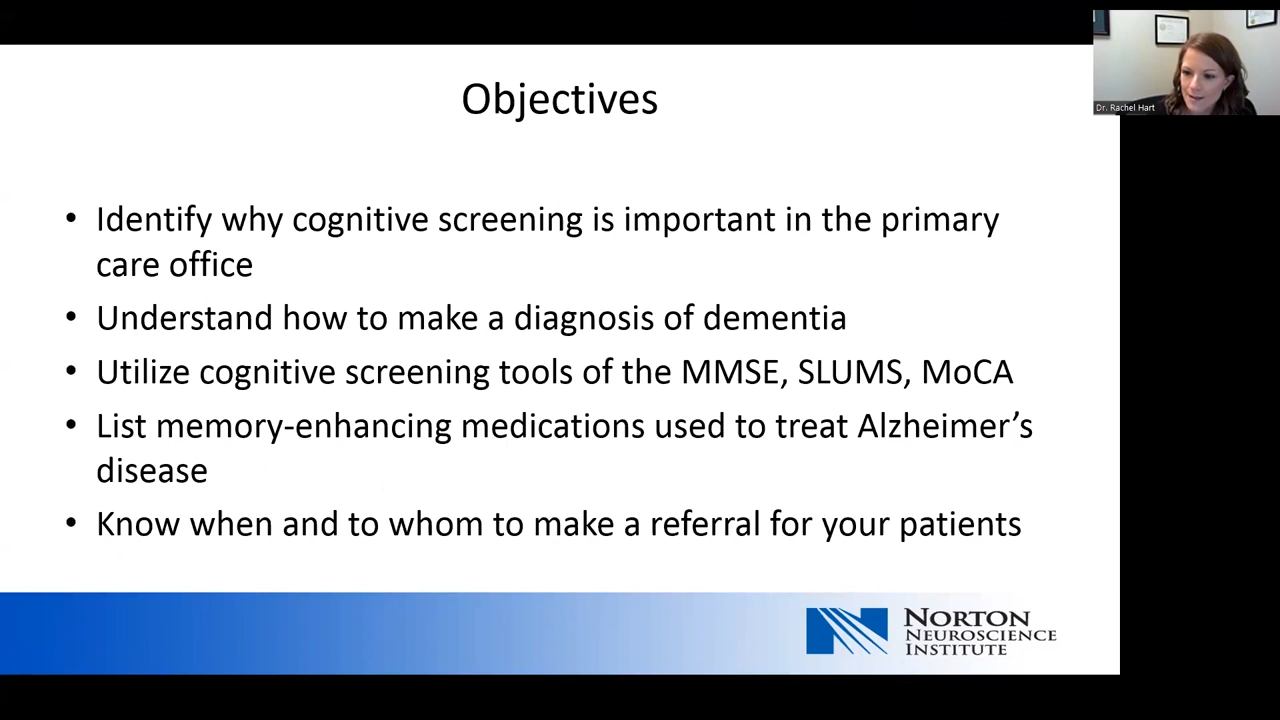 Objectives
• Identify why cognitive screening is important in the primary
care office
• Understand how to make a diagnosis of dementia
• Utilize cognitive screening tools of the MMSE, SLUMS, MoCA
• List memory-enhancing medications used to treat Alzheimer’s
disease
• Know when and to whom to make a referral for your patients
NORTON
NEUROSCIENCE
INSTITUTE
Dr. Rachel Hart